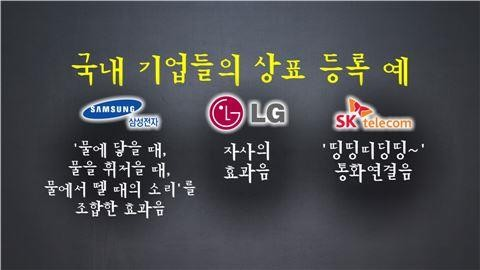 국내 기업들의 상표 등록 예
SAMSUNG
삼성전자
'물에 닿을 때,
물을 휘저을 때,
물에서 뗄 때의 소리'를
조합한 효과음
LG
자사의
효과음
SK telecom
'띵띵띠딩띵~'
통화연결음